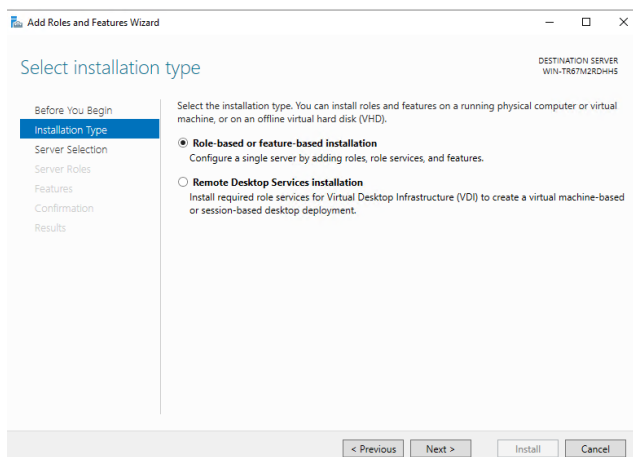 Add Roles and Features Wizard
Select installation type
DESTINATION SERVER
WIN-TR67M2RDHH5
Before You Begin
Installation Type
Server Selection
Server Roles
Features
Confirmation
Results
Select the installation type. You can install roles and features on a running physical computer or virtual
machine, or on an offline virtual hard disk (VHD).
Role-based or feature-based installation
Configure a single server by adding roles, role services, and features.
Remote Desktop Services installation
Install required role services for Virtual Desktop Infrastructure (VDI) to create a virtual machine-based
or session-based desktop deployment.
< Previous
Next >
Install
Cancel